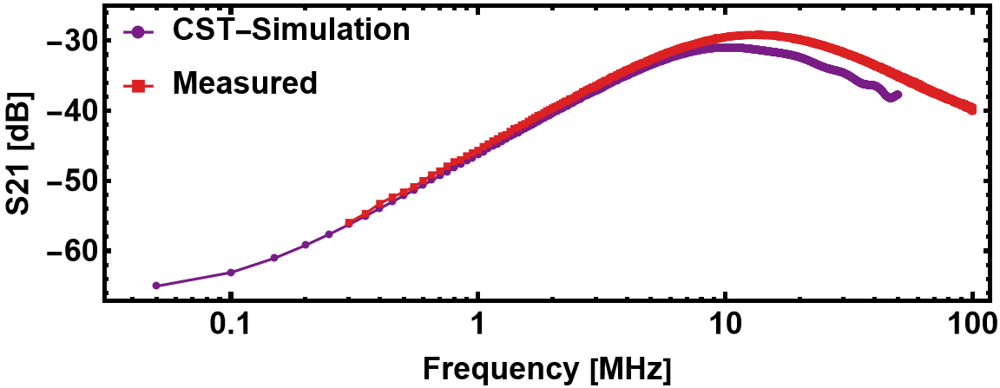 CST–Simulation
Measured
S21 [dB]
−30
−40
−50
−60
0.1
1
10
100
Frequency [MHz]